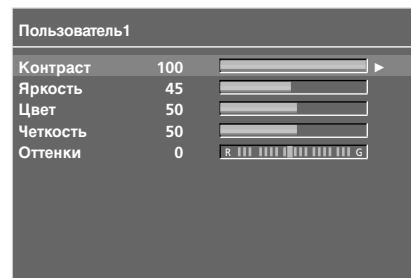 Пользователь1
Контраст 100
Яркость 45
Цвет 50
Четкость 50
Оттенки 0 R G